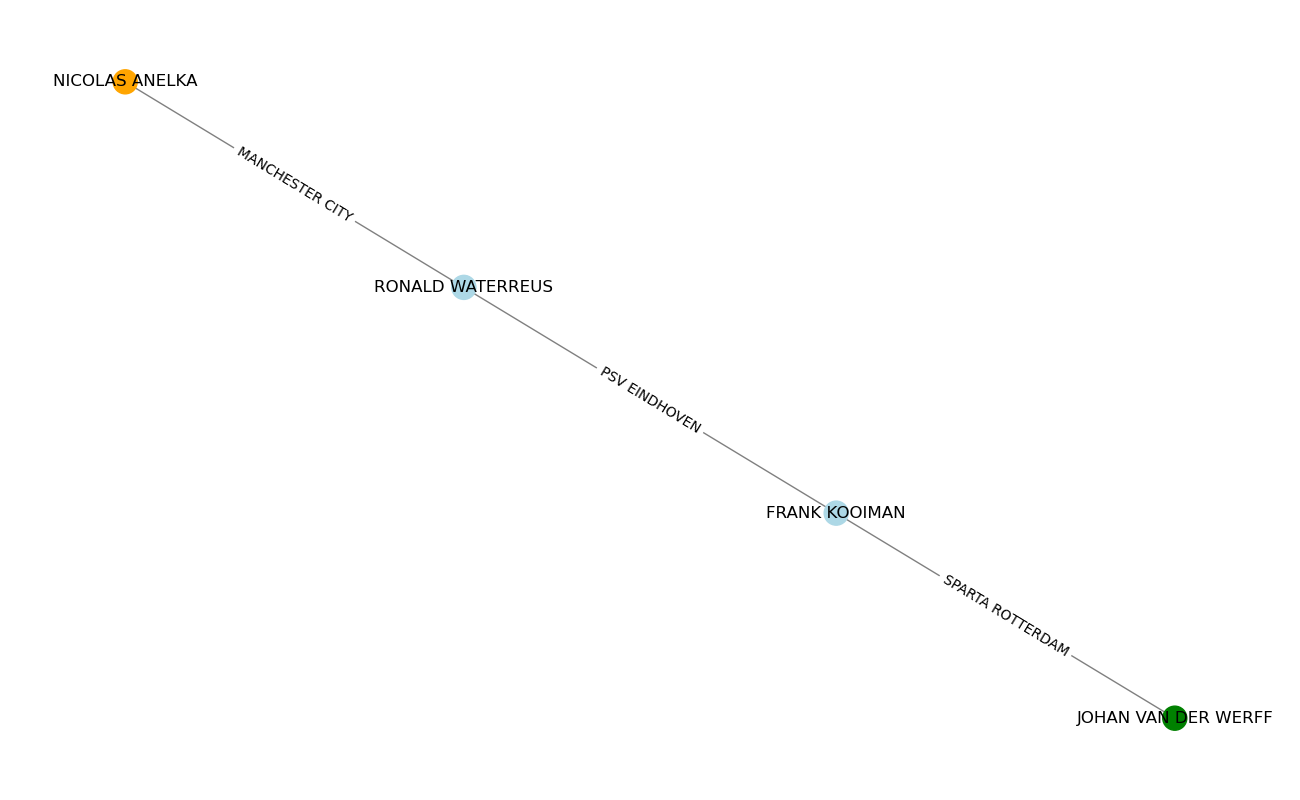 NICOLAS ANELKA
MANCHESTER CITY
RONALD WATERREUS
PSV EINDHOVEN
FRANK KOOIMAN
SPARTA ROTTERDAM
JOHAN VAN DER WERFF